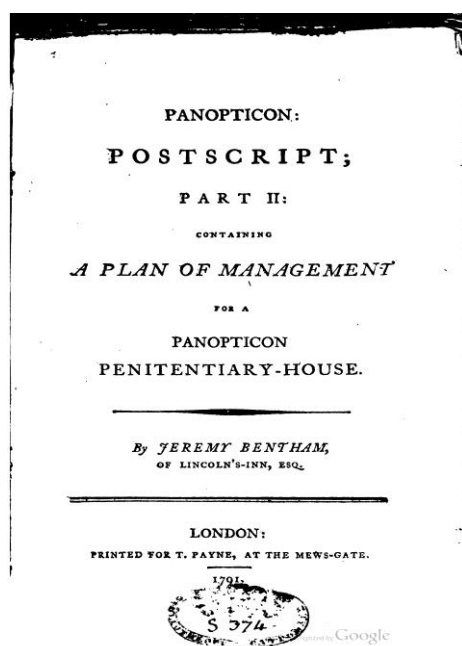 PANOPTICON:
POSTSCRIPT;
PART II:
CONTAINING
A PLAN OF MANAGEMENT
FOR A
PANOPTICON
PENITENTIARY-HOUSE.
By JEREMY BENTHAM,
OF LINCOLN'S-INN, ESQ.
LONDON:
PRINTED FOR T. PAYNE, AT THE MEWS-GATE.
1791.
S 374
Google